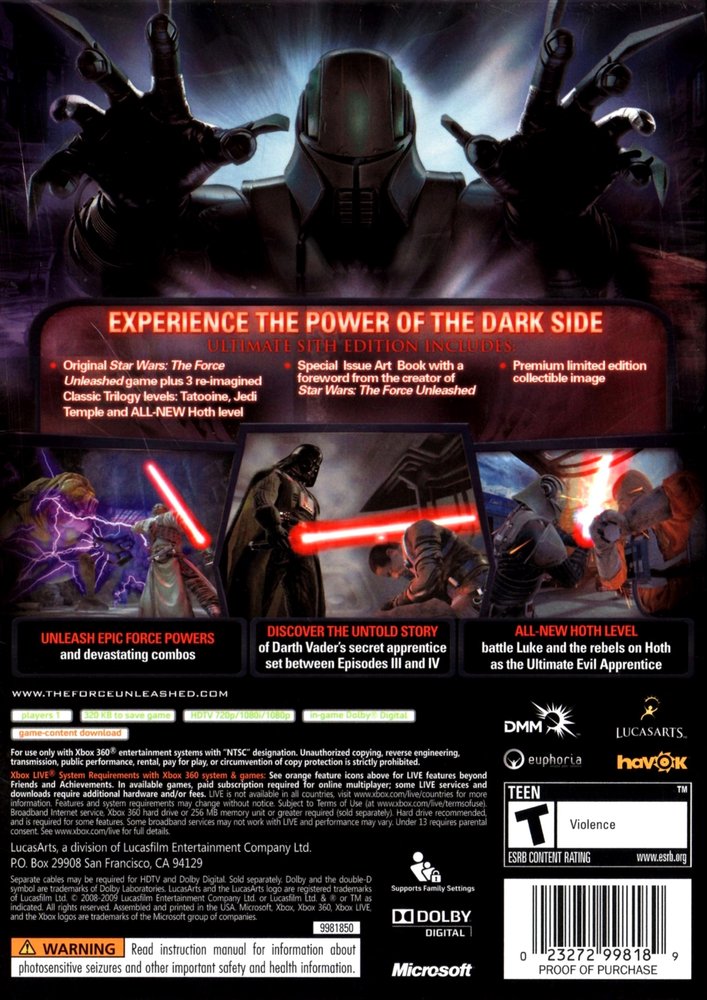 EXPERIENCE THE POWER OF THE DARK SIDE
ULTIMATE SITH EDITION INCLUDES:
• Original Star Wars: The Force
Unleashed game plus 3 re-imagined
Classic Trilogy levels: Tatooine, Jedi
Temple and ALL-NEW Hoth level
• Special Issue Art Book with a
foreword from the creator of
Star Wars: The Force Unleashed
• Premium limited edition
collectible image
UNLEASH EPIC FORCE POWERS
and devastating combos
DISCOVER THE UNTOLD STORY
of Darth Vader's secret apprentice
set between Episodes III and IV
ALL-NEW HOTH LEVEL
battle Luke and the rebels on Hoth
as the Ultimate Evil Apprentice
WWW.THEFORCEUNLEASHED.COM
players 1
320 KB to save game
HDTV 720p/1080i/1080p
in-game Dolby® Digital
game-content download
For use only with Xbox 360® entertainment systems with "NTSC" designation. Unauthorized copying, reverse engineering,
transmission, public performance, rental, pay for play, or circumvention of copy protection is strictly prohibited.
Xbox LIVE® System Requirements with Xbox 360 system & games: See orange feature icons above for LIVE features beyond
Friends and Achievements. In available games, paid subscription required for online multiplayer; some LIVE services and
downloads require additional hardware and/or fees. LIVE is not available in all countries, visit www.xbox.com/live/countries for more
information. Features and system requirements may change without notice. Subject to Terms of Use (at www.xbox.com/live/termsofuse).
Broadband Internet service, Xbox 360 hard drive or 256 MB memory unit or greater required (sold separately). Hard drive recommended,
and is required for some features. Some broadband services may not work with LIVE and performance may vary. Under 13 requires parental
consent. See www.xbox.com/live for full details.
LucasArts, a division of Lucasfilm Entertainment Company Ltd.
P.O. Box 29908 San Francisco, CA 94129
Separate cables may be required for HDTV and Dolby Digital. Sold separately. Dolby and the double-D
symbol are trademarks of Dolby Laboratories. LucasArts and the LucasArts logo are registered trademarks
of Lucasfilm Ltd. © 2008-2009 Lucasfilm Entertainment Company Ltd. or Lucasfilm Ltd. & ® or TM as
indicated. All rights reserved. Assembled and printed in the USA. Microsoft, Xbox, Xbox 360, Xbox LIVE,
and the Xbox logos are trademarks of the Microsoft group of companies.
9981850
WARNING Read instruction manual for information about
photosensitive seizures and other important safety and health information.
Supports Family Settings
DOLBY
DIGITAL
Microsoft
DMM
LUCASARTS
euphoria
havok
TEEN
TM
T
Violence
ESRB CONTENT RATING www.esrb.org
0 23272 99818 9
PROOF OF PURCHASE